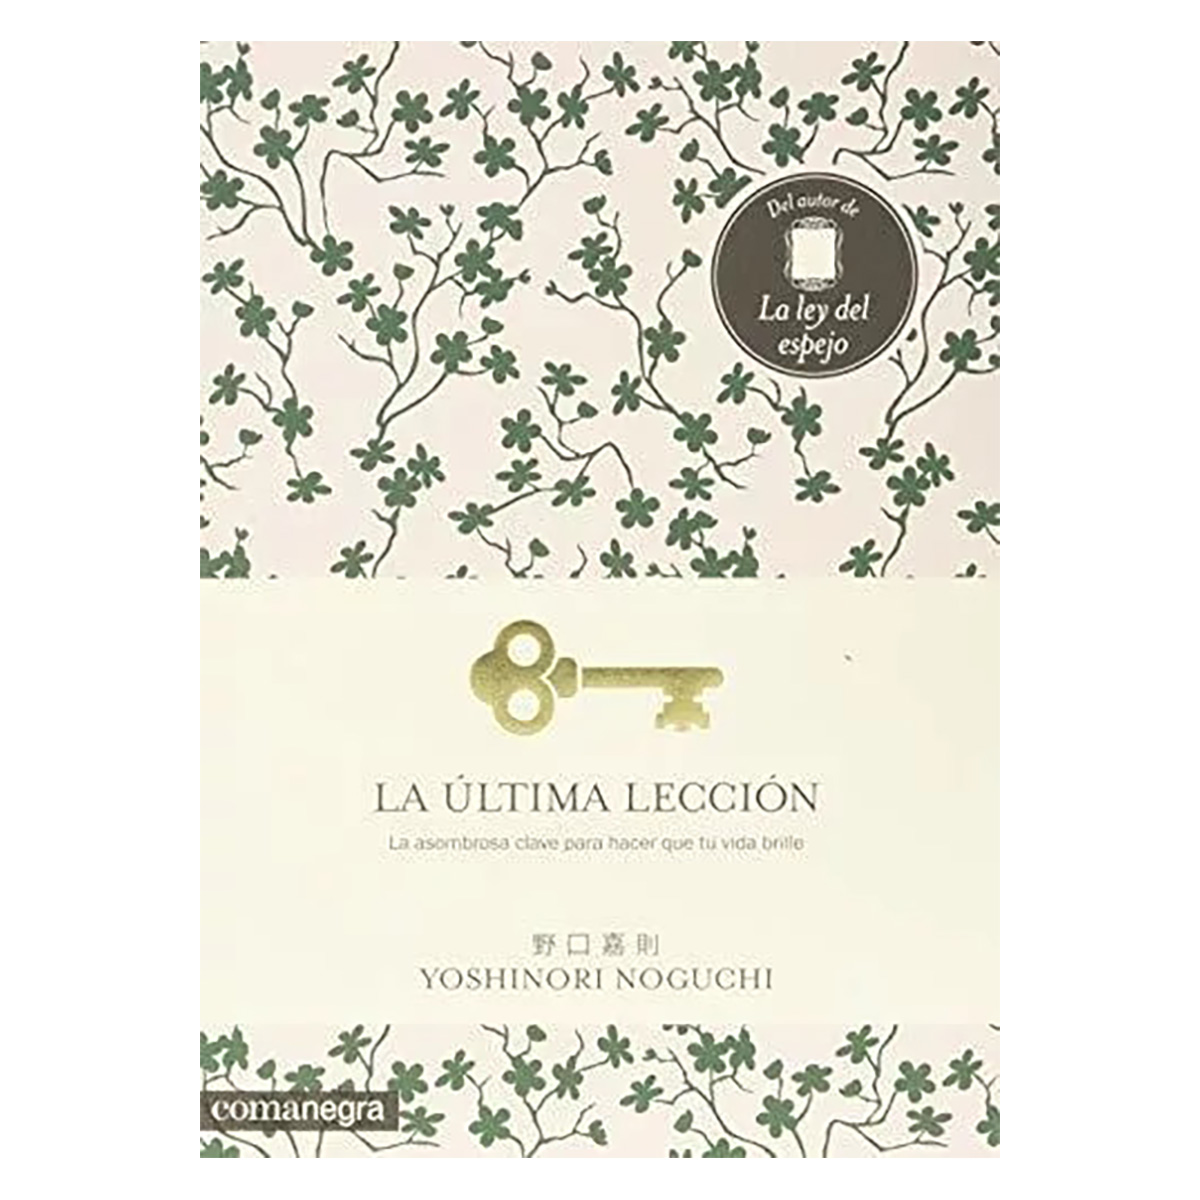 Del autor de
La ley del
espejo
LA ÚLTIMA LECCIÓN
La asombrosa clave para hacer que tu vida brille
野口嘉則
YOSHINORI NOGUCHI
comanegra